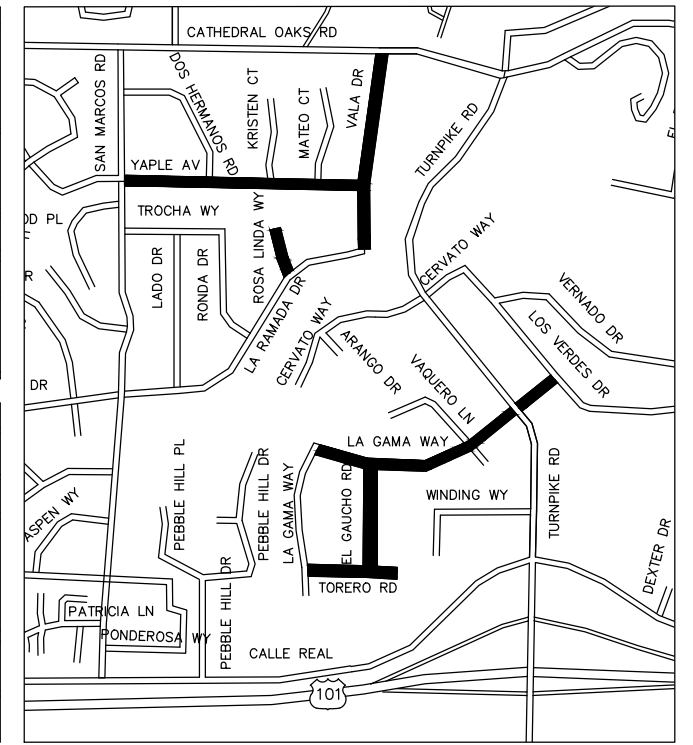 CATHEDRAL OAKS RD
SAN MARCOS RD
DOS HERMANOS RD
KRISTEN CT
MATEO CT
VALA DR
TURNPIKE RD
YAPLE AV
TROCHA WY
PL
LADO DR
RONDA DR
ROSA LINDA WY
LA RAMADA DR
CERVATO WAY
CERVATO WAY
VERNADO DR
LOS VERDES DR
ARANGO DR
VAQUERO LN
DR
LA GAMA WAY
PEBBLE HILL PL
PEBBLE HILL DR
LA GAMA WAY
EL GAUCHO RD
WINDING WY
TURNPIKE RD
ASPEN WY
DEXTER DR
TORERO RD
PEBBLE HILL DR
PATRICIA LN
PONDEROSA WY
CALLE REAL
101